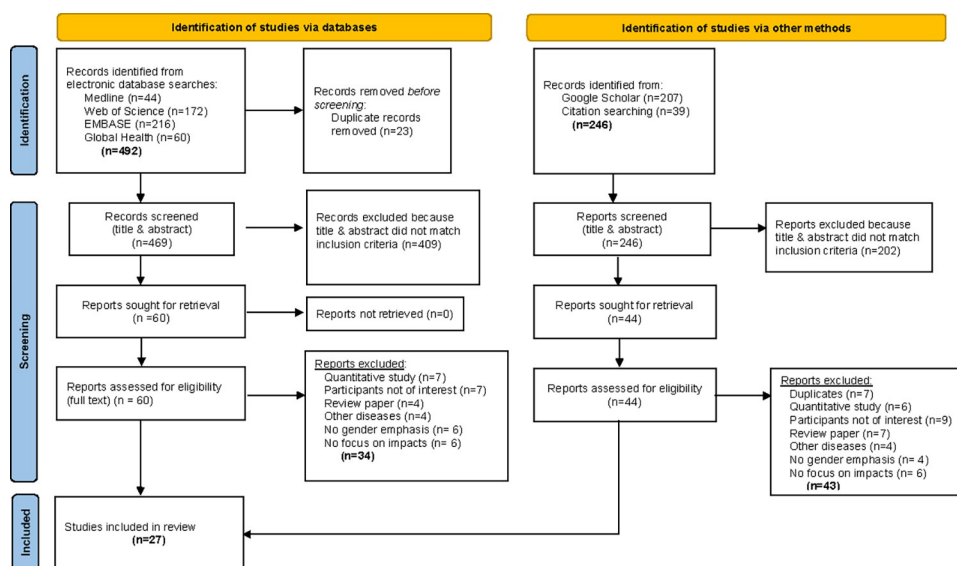 Identification of studies via databases
Identification of studies via other methods
Identification
Records identified from
electronic database searches:
Medline (n=44)
Web of Science (n=172)
EMBASE (n=216)
Global Health (n=60)
(n=492)
Records removed before
screening:
Duplicate records
removed (n=23)
Records identified from:
Google Scholar (n=207)
Citation searching (n=39)
(n=246)
Screening
Records screened
(title & abstract)
(n=469)
Records excluded because
title & abstract did not match
inclusion criteria (n=409)
Reports screened
(title & abstract)
(n=246)
Reports excluded because
title & abstract did not match
inclusion criteria (n=202)
Reports sought for retrieval
(n =60)
Reports not retrieved (n=0)
Reports sought for retrieval
(n=44)
Reports assessed for eligibility
(full text) (n = 60)
Reports excluded:
Quantitative study (n=7)
Participants not of interest (n=7)
Review paper (n=4)
Other diseases (n=4)
No gender emphasis (n= 6)
No focus on impacts (n= 6)
(n=34)
Reports assessed for eligibility
(n=44)
Reports excluded:
Duplicates (n=7)
Quantitative study (n=6)
Participants not of interest (n=9)
Review paper (n=7)
Other diseases (n=4)
No gender emphasis (n= 4)
No focus on impacts (n= 6)
(n=43)
Included
Studies included in review
(n=27)